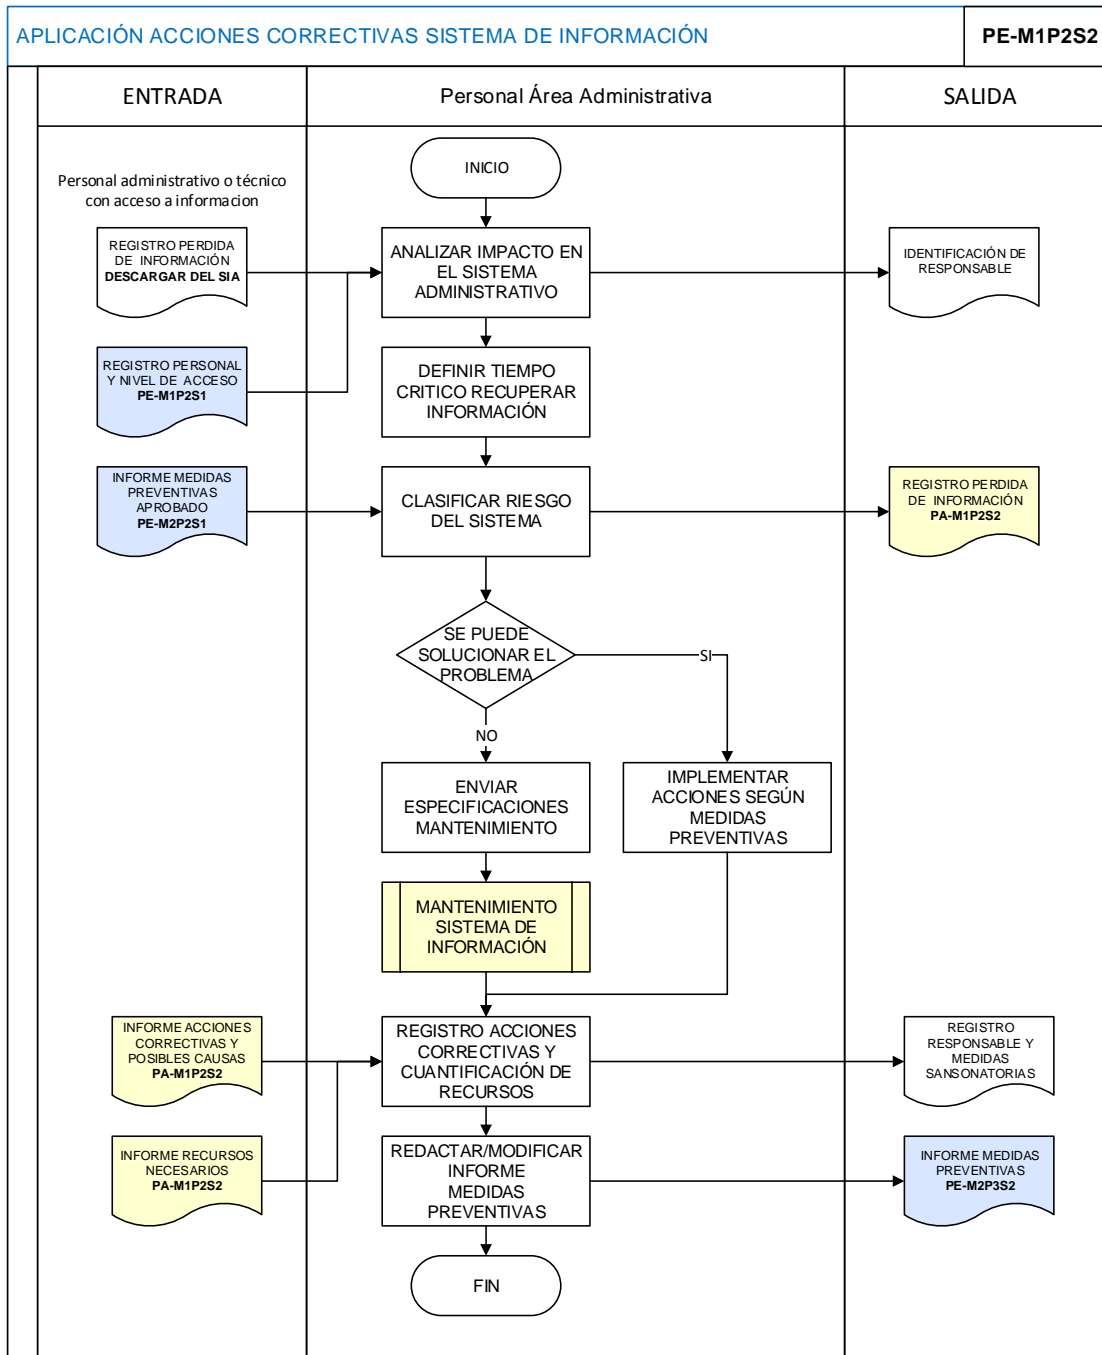 APLICACIÓN ACCIONES CORRECTIVAS SISTEMA DE INFORMACIÓN
PE-M1P2S2
ENTRADA
Personal Área Administrativa
SALIDA
Personal administrativo o técnico
con acceso a informacion
INICIO
REGISTRO PERDIDA
DE INFORMACIÓN
DESCARGAR DEL SIA
ANALIZAR IMPACTO EN
EL SISTEMA
ADMINISTRATIVO
IDENTIFICACIÓN DE
RESPONSABLE
REGISTRO PERSONAL
Y NIVEL DE ACCESO
PE-M1P2S1
DEFINIR TIEMPO
CRITICO RECUPERAR
INFORMACIÓN
INFORME MEDIDAS
PREVENTIVAS
APROBADO
PE-M2P2S1
CLASIFICAR RIESGO
DEL SISTEMA
REGISTRO PERDIDA
DE INFORMACIÓN
PA-M1P2S2
SE PUEDE
SOLUCIONAR EL
PROBLEMA
SI
NO
ENVIAR
ESPECIFICACIONES
MANTENIMIENTO
IMPLEMENTAR
ACCIONES SEGÚN
MEDIDAS
PREVENTIVAS
MANTENIMIENTO
SISTEMA DE
INFORMACIÓN
INFORME ACCIONES
CORRECTIVAS Y
POSIBLES CAUSAS
PA-M1P2S2
REGISTRO ACCIONES
CORRECTIVAS Y
CUANTIFICACIÓN DE
RECURSOS
REGISTRO
RESPONSABLE Y
MEDIDAS
SANSONATORIAS
INFORME RECURSOS
NECESARIOS
PA-M1P2S2
REDACTAR/MODIFICAR
INFORME
MEDIDAS
PREVENTIVAS
INFORME MEDIDAS
PREVENTIVAS
PE-M2P3S2
FIN